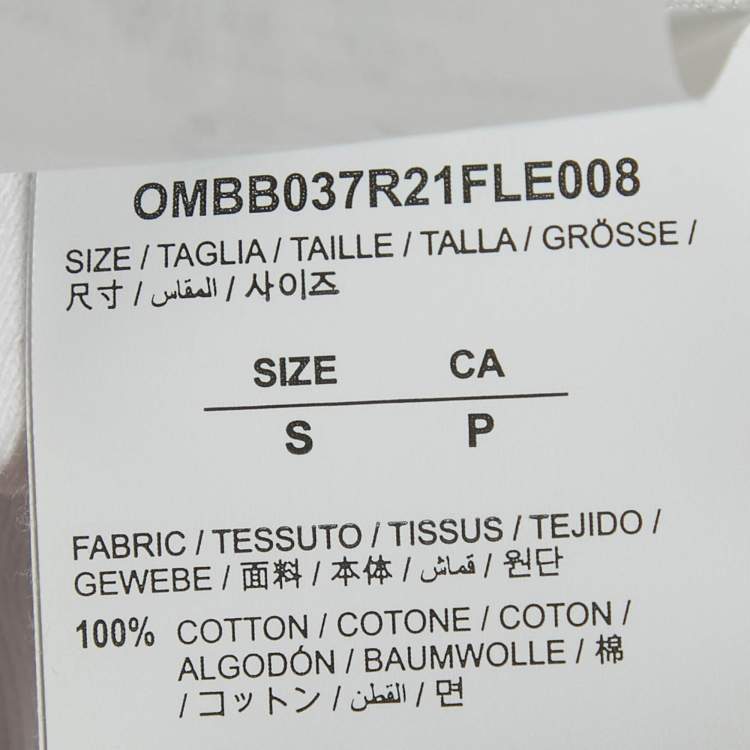 OMBB037R21FLE008
SIZE / TAGLIA / TAILLE / TALLA / GRÖSSE /
尺寸 / المقاس / 사이즈
SIZE CA
S P
FABRIC / TESSUTO / TISSUS / TEJIDO /
GEWEBE / 面料 / 本体 / قماش / 원단
100% COTTON / COTONE / COTON /
ALGODÓN / BAUMWOLLE / 棉
/ コットン / القطن / 면